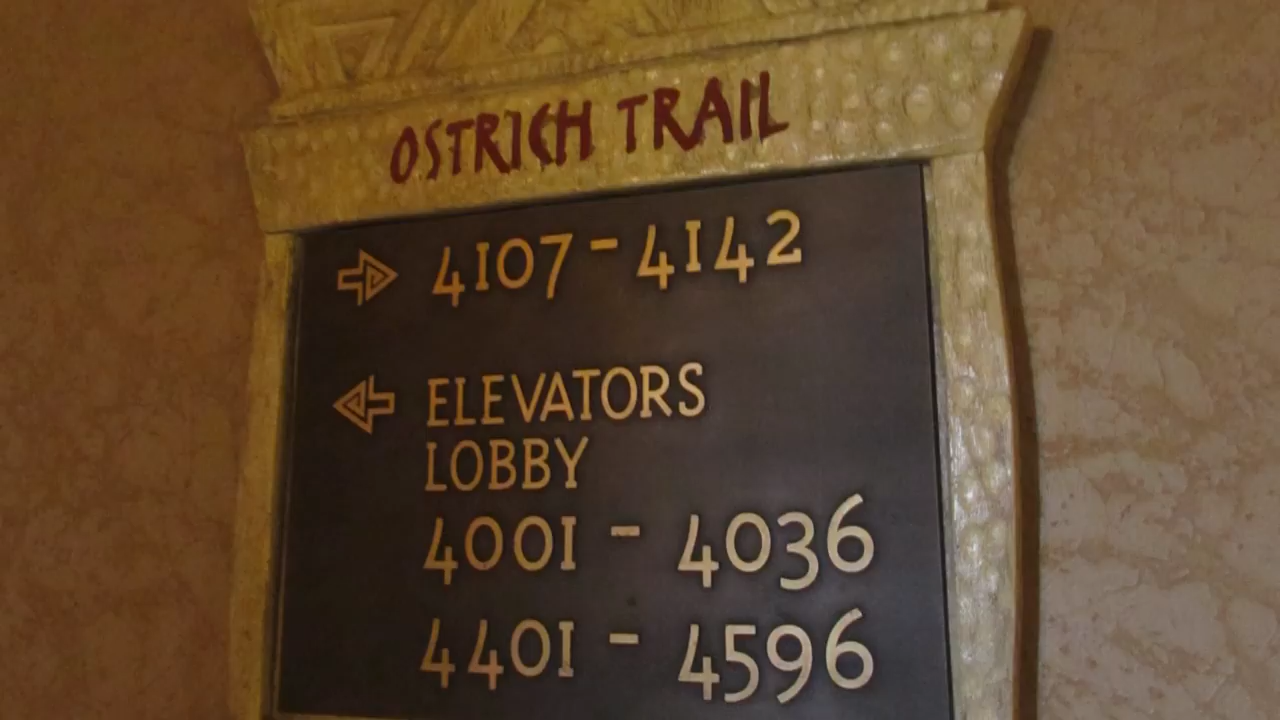 OSTRICH TRAIL
4107 - 4142
ELEVATORS
LOBBY
4001 - 4036
4401 - 4596